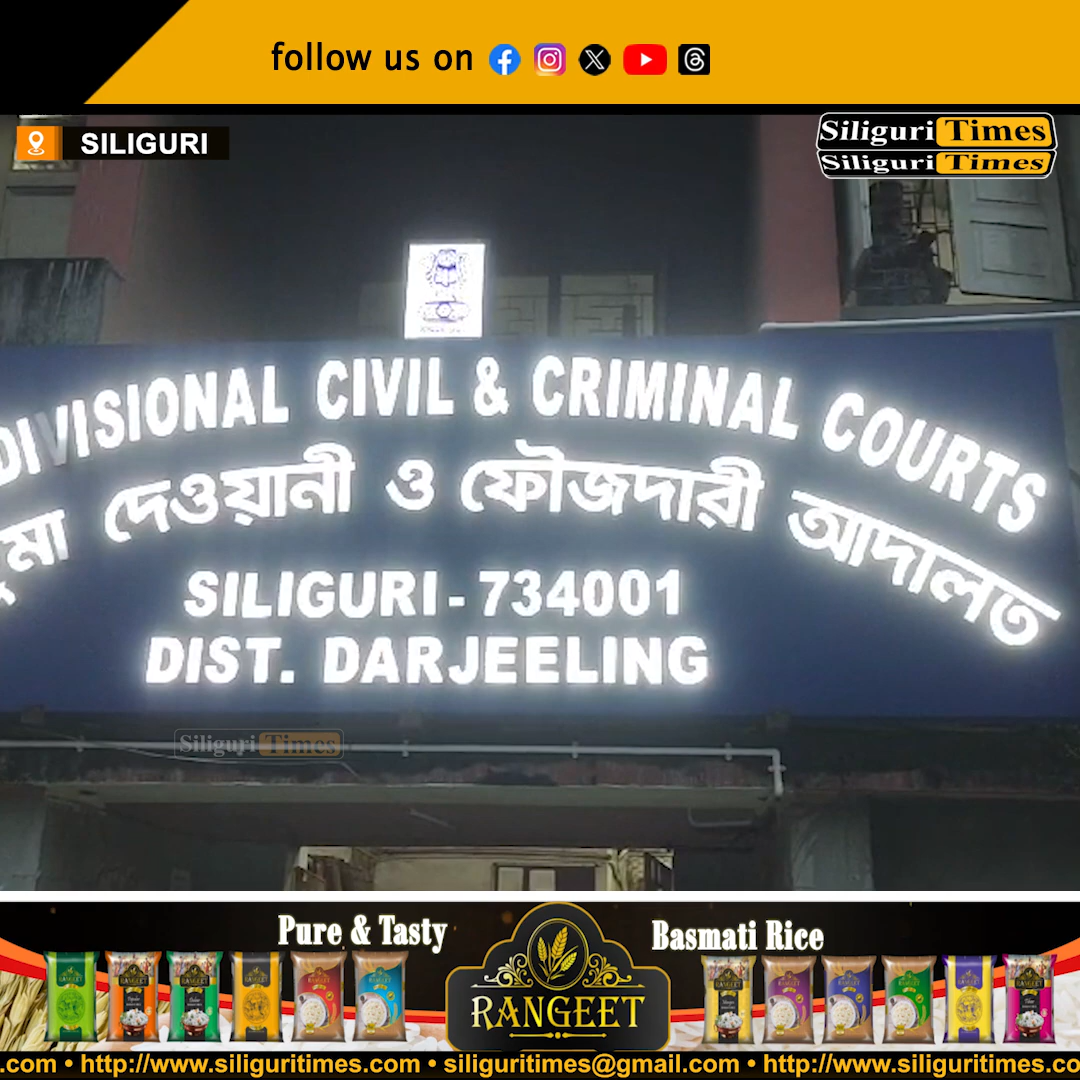 follow us on
SILIGURI
Siliguri Times
Siliguri Times
DIVISIONAL CIVIL & CRIMINAL COURTS
মা দেওয়ানী ও ফৌজদারী আদালত
SILIGURI - 734001
DIST. DARJEELING
Siliguri Times
Pure & Tasty
Basmati Rice
RANGEET
.com • http://www.siliguritimes.com • siliguritimes@gmail.com • http://www.siliguritimes.co